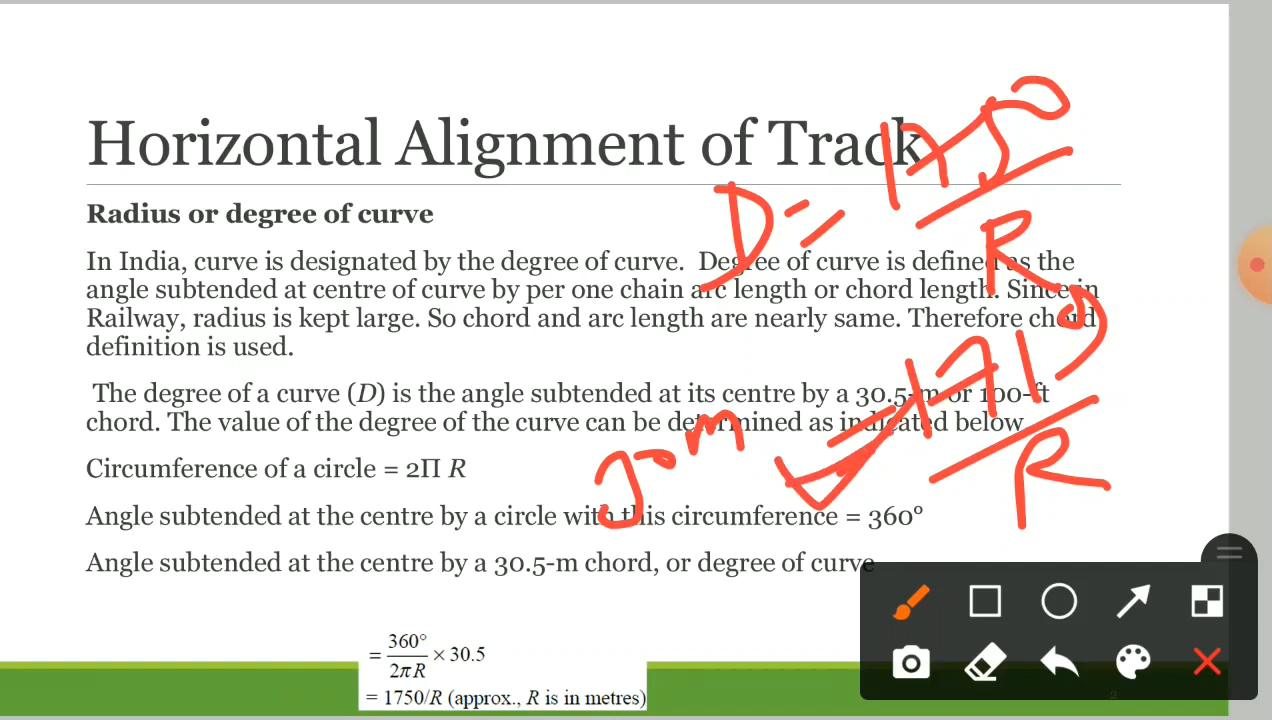 Horizontal Alignment of Track
Radius or degree of curve
In India, curve is designated by the degree of curve. Degree of curve is defined as the
angle subtended at centre of curve by per one chain arc length or chord length. Since in
Railway, radius is kept large. So chord and arc length are nearly same. Therefore chord
definition is used.
The degree of a curve (D) is the angle subtended at its centre by a 30.5-m or 100-ft
chord. The value of the degree of the curve can be determined as indicated below
Circumference of a circle = 2Π R
Angle subtended at the centre by a circle with this circumference = 360°
Angle subtended at the centre by a 30.5-m chord, or degree of curve
= 360° / 2πR × 30.5
= 1750/R (approx., R is in metres)
D = 1750 / R
30m
= 1719 / R
2